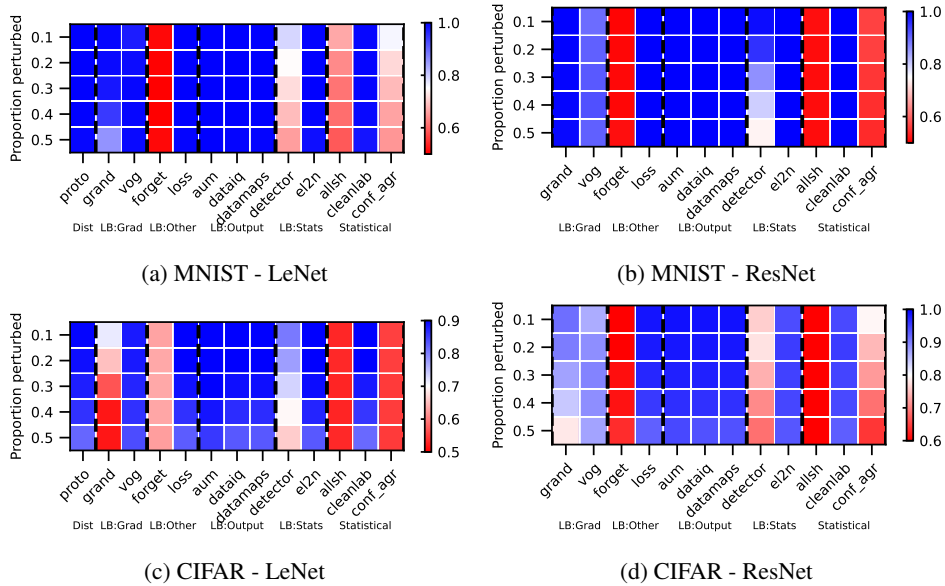 Proportion perturbed
0.1
0.2
0.3
0.4
0.5
1.0
0.8
0.6
proto
grand
vog
forget
loss
aum
dataiq
datamaps
detector
el2n
allsh
cleanlab
conf_agr
Dist LB:Grad LB:Other LB:Output LB:Stats Statistical
(a) MNIST - LeNet
Proportion perturbed
0.1
0.2
0.3
0.4
0.5
1.0
0.8
0.6
grand
vog
forget
loss
aum
dataiq
datamaps
detector
el2n
allsh
cleanlab
conf_agr
LB:Grad LB:Other LB:Output LB:Stats Statistical
(b) MNIST - ResNet
Proportion perturbed
0.1
0.2
0.3
0.4
0.5
0.9
0.8
0.7
0.6
0.5
proto
grand
vog
forget
loss
aum
dataiq
datamaps
detector
el2n
allsh
cleanlab
conf_agr
Dist LB:Grad LB:Other LB:Output LB:Stats Statistical
(c) CIFAR - LeNet
Proportion perturbed
0.1
0.2
0.3
0.4
0.5
1.0
0.9
0.8
0.7
0.6
grand
vog
forget
loss
aum
dataiq
datamaps
detector
el2n
allsh
cleanlab
conf_agr
LB:Grad LB:Other LB:Output LB:Stats Statistical
(d) CIFAR - ResNet